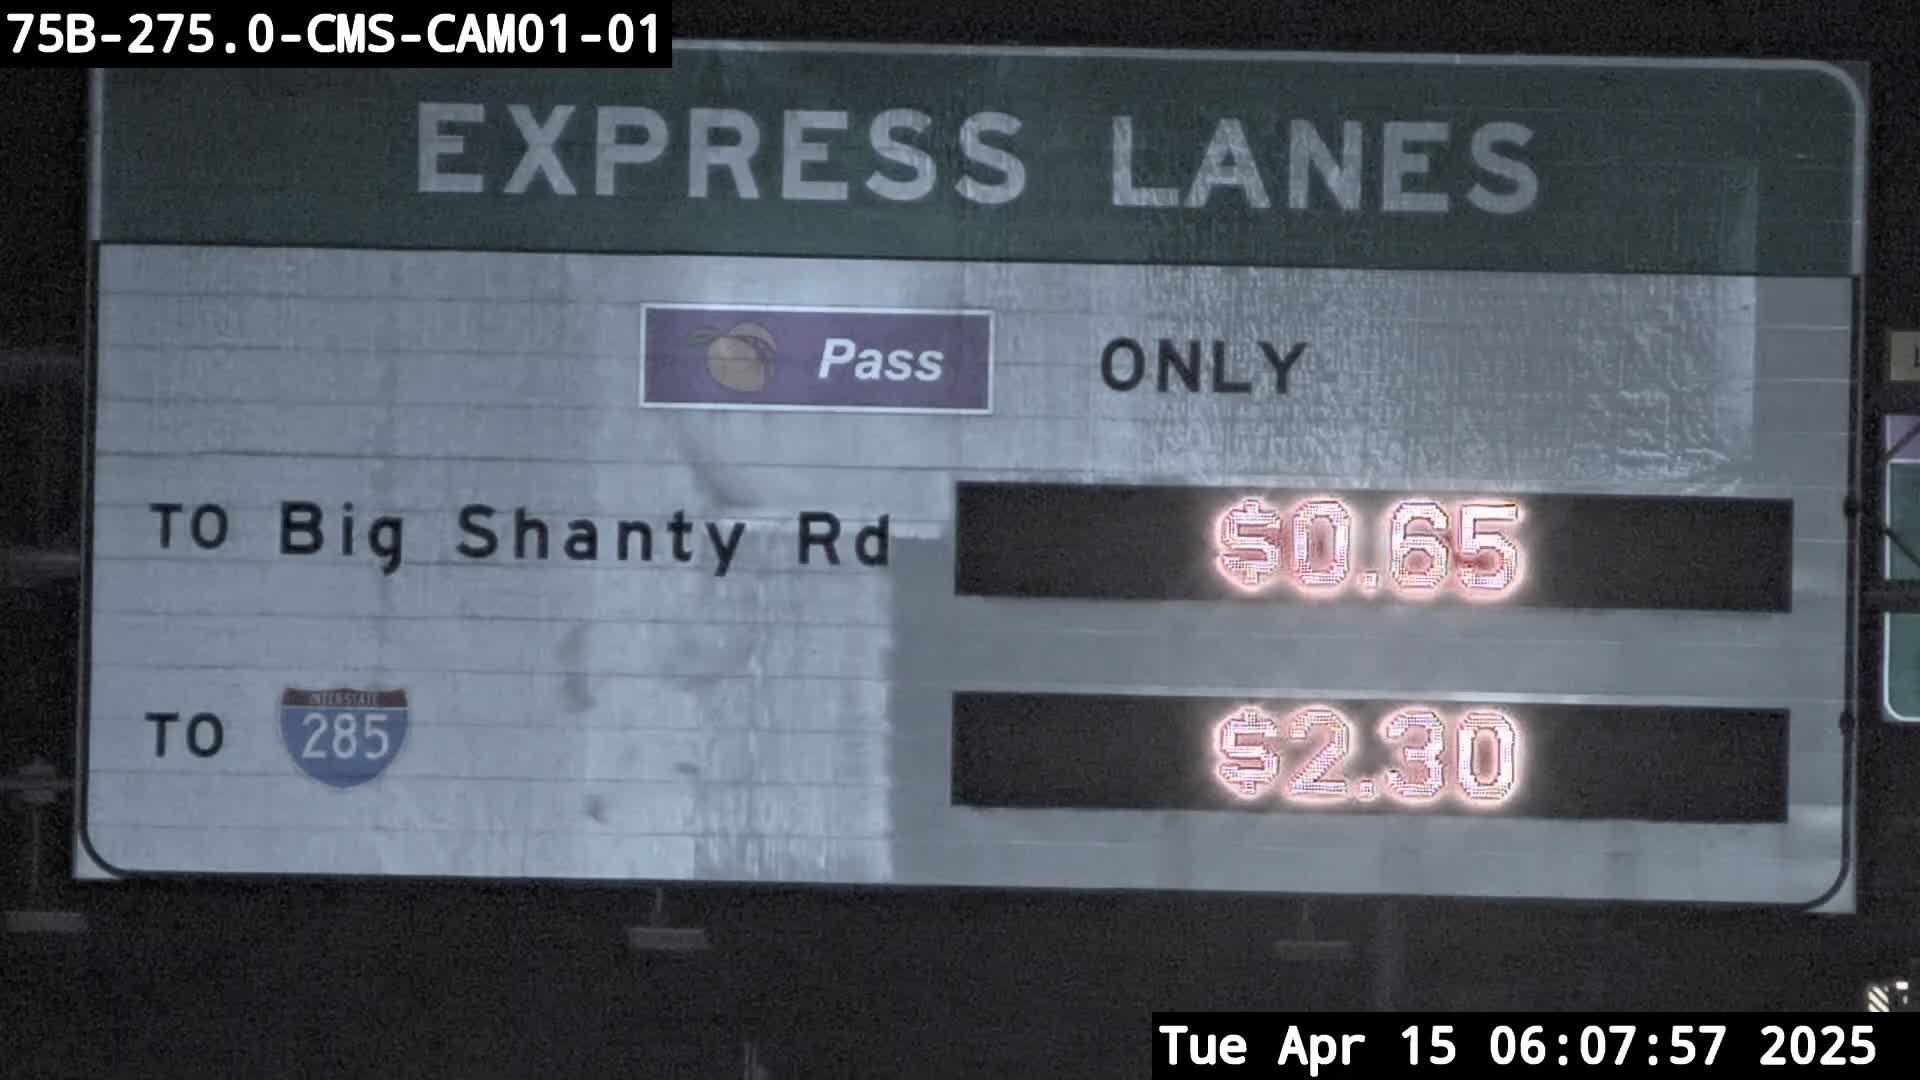 75B-275.0-CMS-CAM01-01
EXPRESS LANES
Pass ONLY
TO Big Shanty Rd $0.65
INTERSTATE
TO 285 $2.30
Tue Apr 15 06:07:57 2025